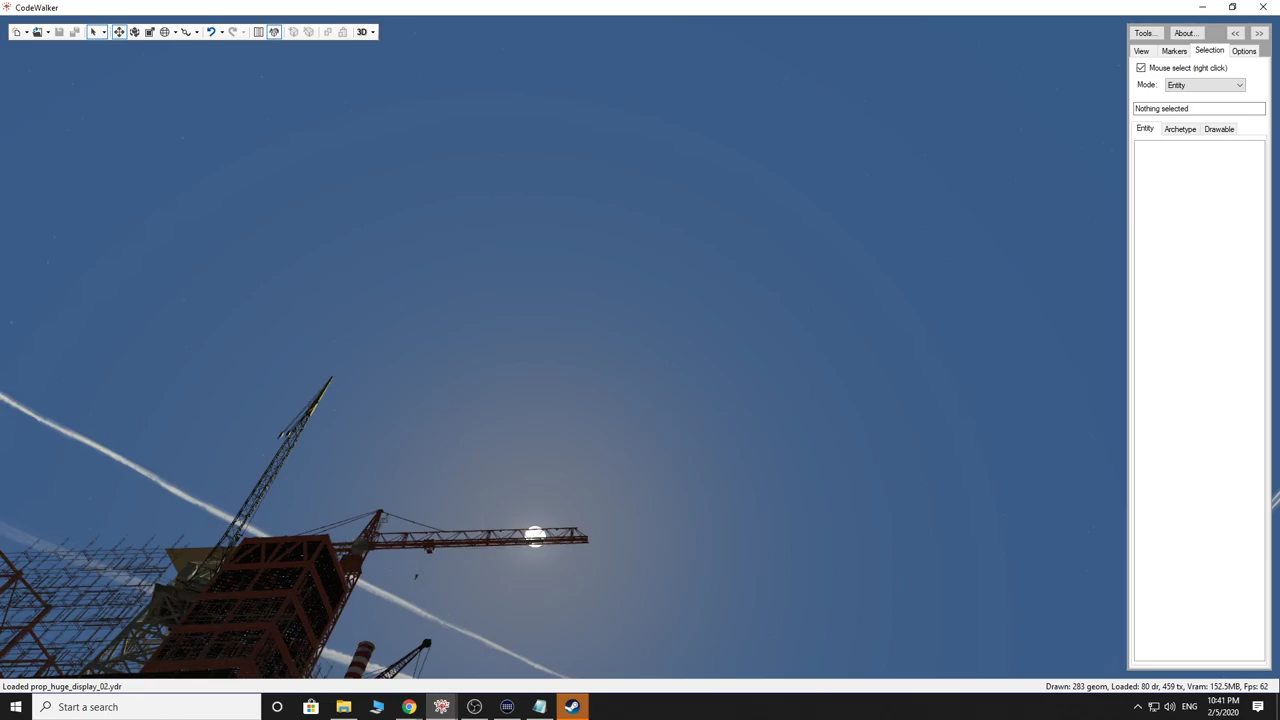 CodeWalker
3D
Tools... About... << >>
View Markers Selection Options
Mouse select (right click)
Mode: Entity
Nothing selected
Entity Archetype Drawable
Loaded prop_huge_display_02.ydr
Drawn: 283 geom, Loaded: 80 dr, 459 tx, Vram: 152.5MB, Fps: 62
Start a search
ENG
10:41 PM
2/5/2020